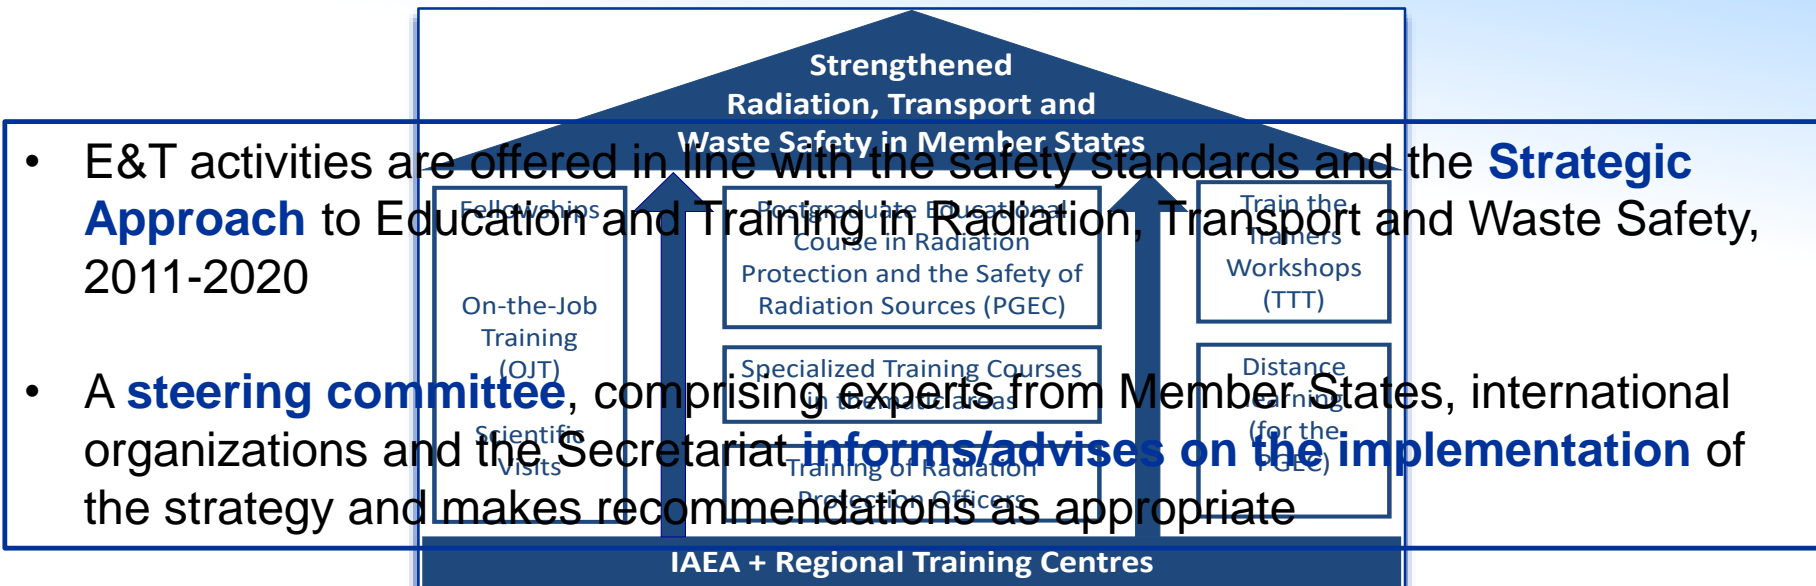 Strengthened
Radiation, Transport and
Waste Safety in Member States
• E&T activities are offered in line with the safety standards and the Strategic
Approach to Education and Training in Radiation, Transport and Waste Safety,
2011-2020
• A steering committee, comprising experts from Member States, international
organizations and the Secretariat informs/advises on the implementation of
the strategy and makes recommendations as appropriate
Fellowships
On-the-Job
Training
(OJT)
Scientific
Visits
Postgraduate Educational
Course in Radiation
Protection and the Safety of
Radiation Sources (PGEC)
Specialized Training Courses
in thematic areas
Training of Radiation
Protection Officers
Train the
Trainers
Workshops
(TTT)
Distance
learning
(for the
PGEC)
IAEA + Regional Training Centres